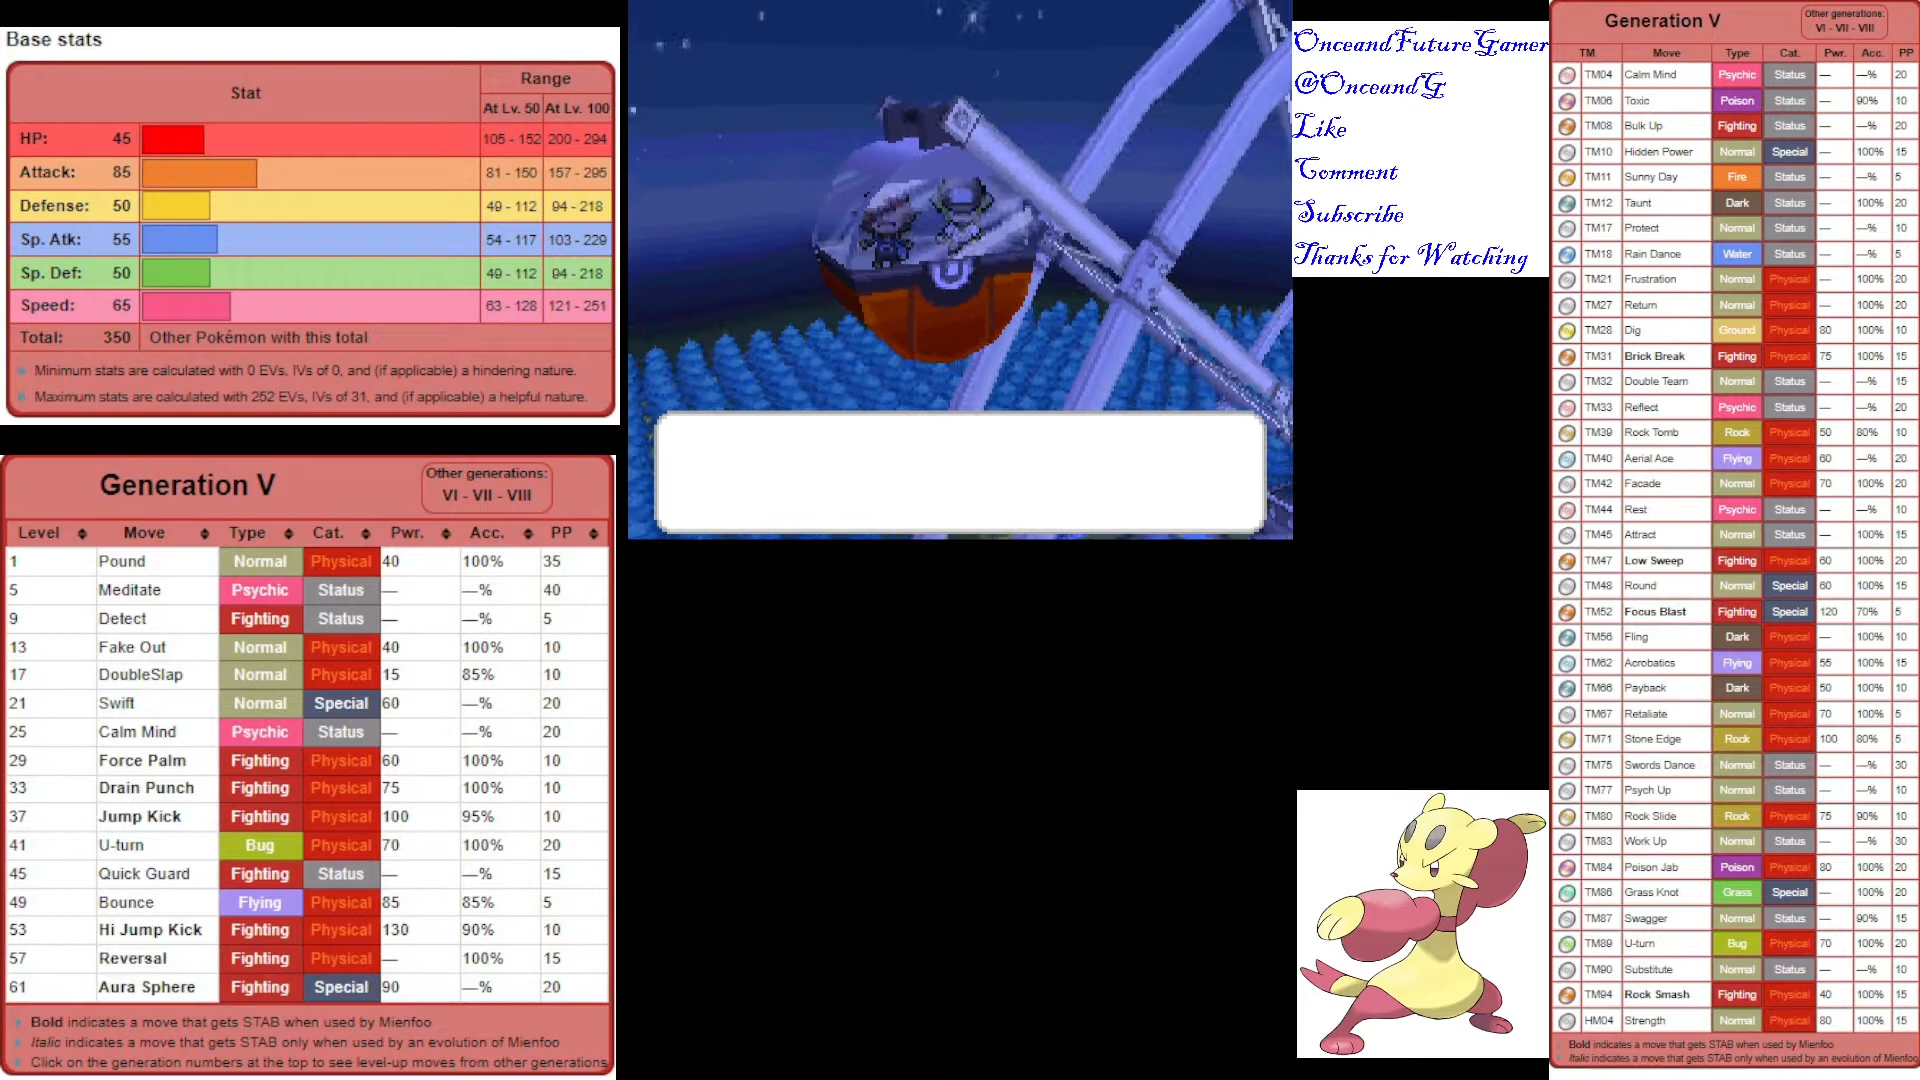 Base stats
Stat Range
At Lv. 50 At Lv. 100
HP: 45 105 - 152 200 - 294
Attack: 85 81 - 150 157 - 295
Defense: 50 49 - 112 94 - 218
Sp. Atk: 55 54 - 117 103 - 229
Sp. Def: 50 49 - 112 94 - 218
Speed: 65 63 - 128 121 - 251
Total: 350 Other Pokémon with this total
Minimum stats are calculated with 0 EVs, IVs of 0, and (if applicable) a hindering nature.
Maximum stats are calculated with 252 EVs, IVs of 31, and (if applicable) a helpful nature.
Generation V Other generations:
VI - VII - VIII
Level Move Type Cat. Pwr. Acc. PP
1 Pound Normal Physical 40 100% 35
5 Meditate Psychic Status — —% 40
9 Detect Fighting Status — —% 5
13 Fake Out Normal Physical 40 100% 10
17 DoubleSlap Normal Physical 15 85% 10
21 Swift Normal Special 60 —% 20
25 Calm Mind Psychic Status — —% 20
29 Force Palm Fighting Physical 60 100% 10
33 Drain Punch Fighting Physical 75 100% 10
37 Jump Kick Fighting Physical 100 95% 10
41 U-turn Bug Physical 70 100% 20
45 Quick Guard Fighting Status — —% 15
49 Bounce Flying Physical 85 85% 5
53 Hi Jump Kick Fighting Physical 130 90% 10
57 Reversal Fighting Physical — 100% 15
61 Aura Sphere Fighting Special 90 —% 20
Bold indicates a move that gets STAB when used by Mienfoo
Italic indicates a move that gets STAB only when used by an evolution of Mienfoo
Click on the generation numbers at the top to see level-up moves from other generations
OnceandFutureGamer
@OnceandG
Like
Comment
Subscribe
Thanks for Watching
Generation V Other generations:
VI - VII - VIII
TM Move Type Cat. Pwr. Acc. PP
TM04 Calm Mind Psychic Status — —% 20
TM06 Toxic Poison Status — 90% 10
TM08 Bulk Up Fighting Status — —% 20
TM10 Hidden Power Normal Special — 100% 15
TM11 Sunny Day Fire Status — —% 5
TM12 Taunt Dark Status — 100% 20
TM17 Protect Normal Status — —% 10
TM18 Rain Dance Water Status — —% 5
TM21 Frustration Normal Physical — 100% 20
TM27 Return Normal Physical — 100% 20
TM28 Dig Ground Physical 80 100% 10
TM31 Brick Break Fighting Physical 75 100% 15
TM32 Double Team Normal Status — —% 15
TM33 Reflect Psychic Status — —% 20
TM39 Rock Tomb Rock Physical 50 80% 10
TM40 Aerial Ace Flying Physical 60 —% 20
TM42 Facade Normal Physical 70 100% 20
TM44 Rest Psychic Status — —% 10
TM45 Attract Normal Status — 100% 15
TM47 Low Sweep Fighting Physical 60 100% 20
TM48 Round Normal Special 60 100% 15
TM52 Focus Blast Fighting Special 120 70% 5
TM56 Fling Dark Physical — 100% 10
TM62 Acrobatics Flying Physical 55 100% 15
TM66 Payback Dark Physical 50 100% 10
TM67 Retaliate Normal Physical 70 100% 5
TM71 Stone Edge Rock Physical 100 80% 5
TM75 Swords Dance Normal Status — —% 30
TM77 Psych Up Normal Status — —% 10
TM80 Rock Slide Rock Physical 75 90% 10
TM83 Work Up Normal Status — —% 30
TM84 Poison Jab Poison Physical 80 100% 20
TM86 Grass Knot Grass Special — 100% 20
TM87 Swagger Normal Status — 90% 15
TM89 U-turn Bug Physical 70 100% 20
TM90 Substitute Normal Status — —% 10
TM94 Rock Smash Fighting Physical 40 100% 15
HM04 Strength Normal Physical 80 100% 15
Bold indicates a move that gets STAB when used by Mienfoo
Italic indicates a move that gets STAB only when used by an evolution of Mienfoo